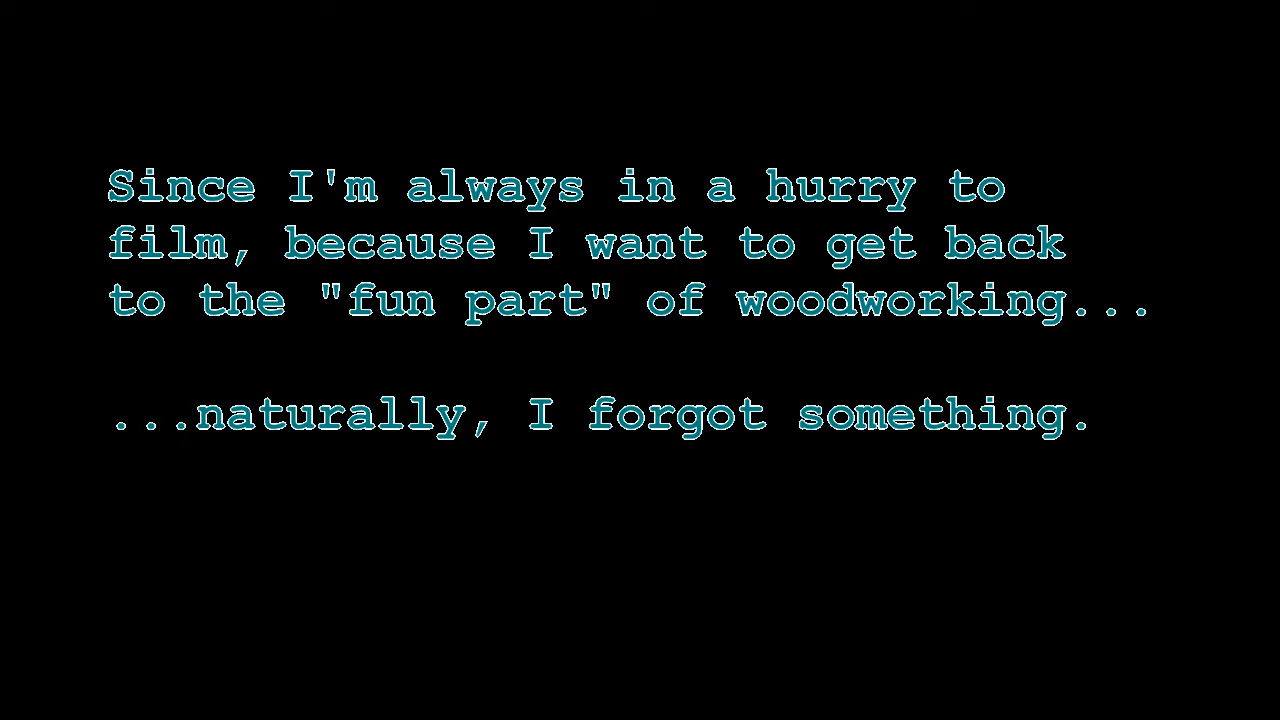 Since I'm always in a hurry to
film, because I want to get back
to the "fun part" of woodworking...
...naturally, I forgot something.